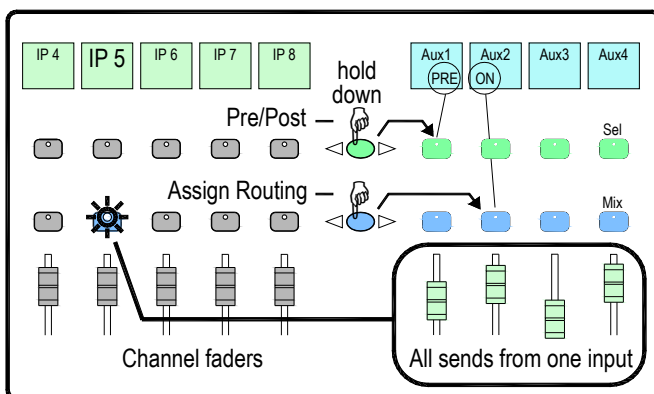 IP 4 IP 5 IP 6 IP 7 IP 8 Aux1 Aux2 Aux3 Aux4
PRE ON
hold
down
Pre/Post
Sel
Assign Routing
Mix
Channel faders All sends from one input